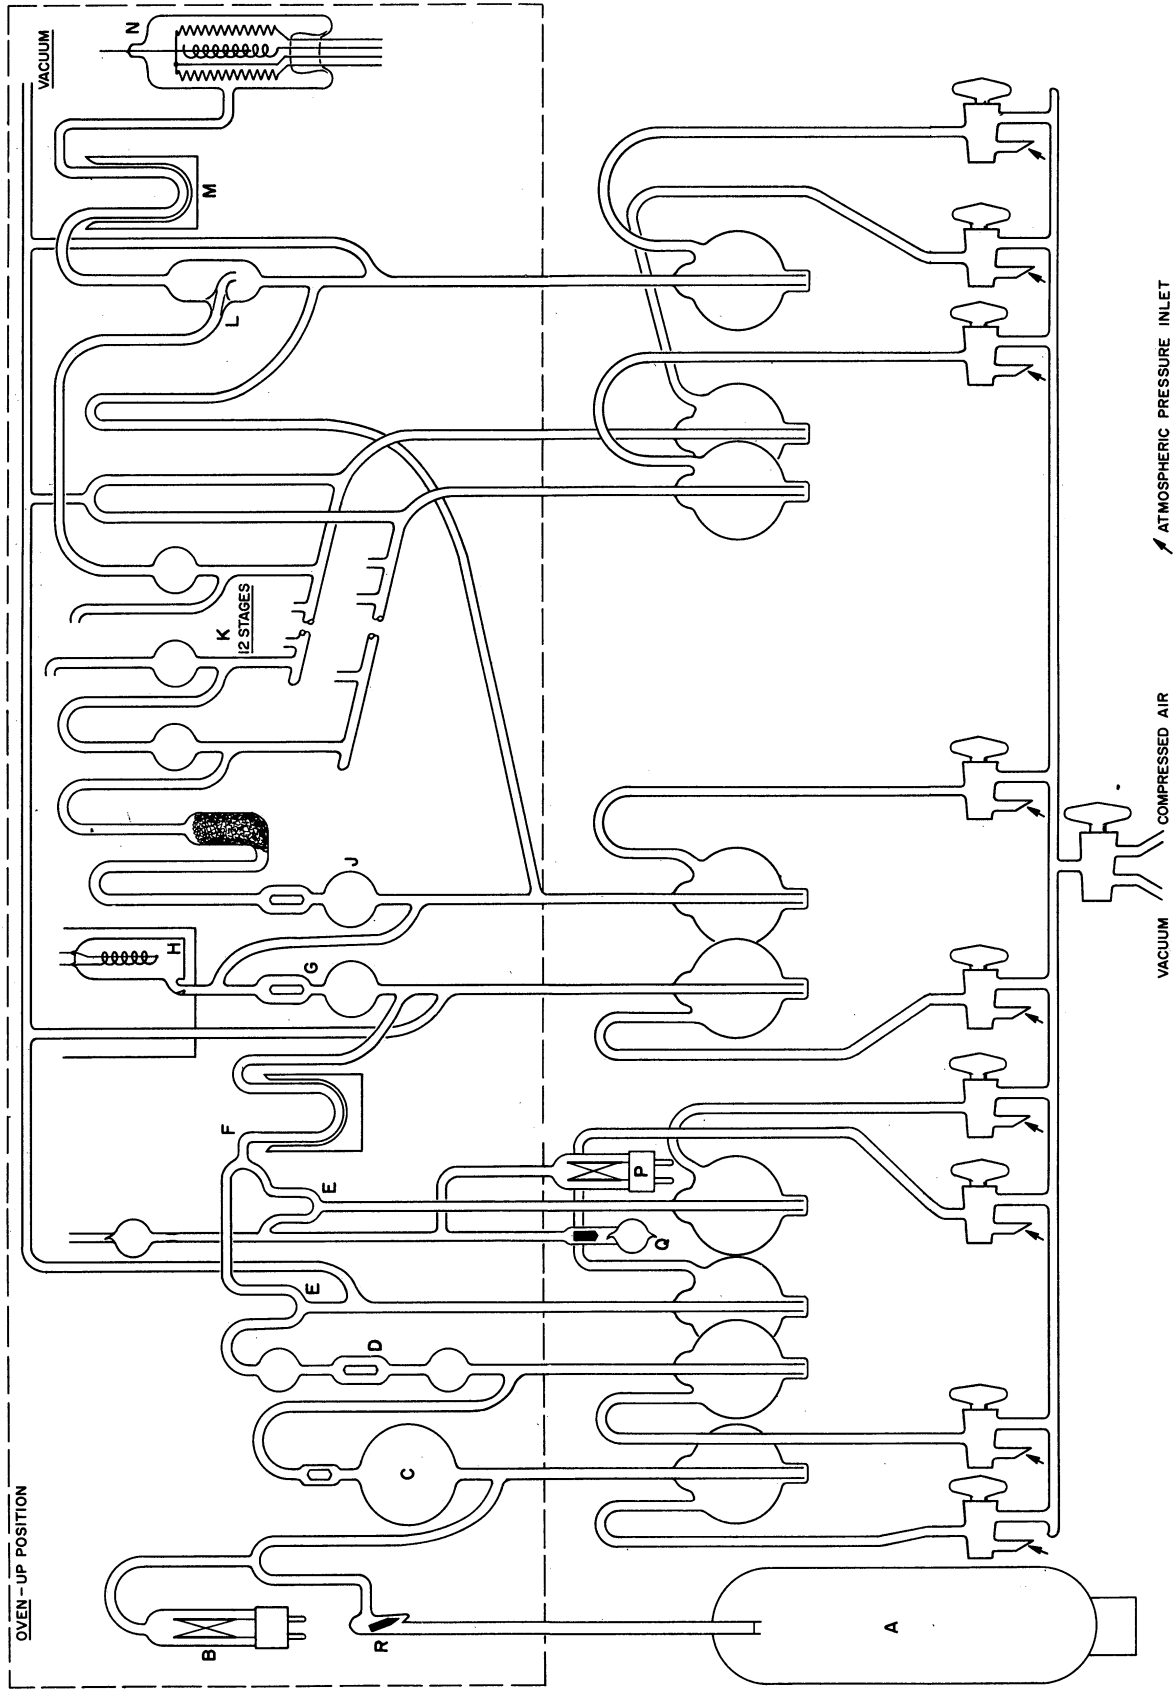 OVEN-UP POSITION
VACUUM
N
M
L
K
12 STAGES
J
H
G
F
E
E
D
C
B
R
P
Q
A
VACUUM
COMPRESSED AIR
ATMOSPHERIC PRESSURE INLET